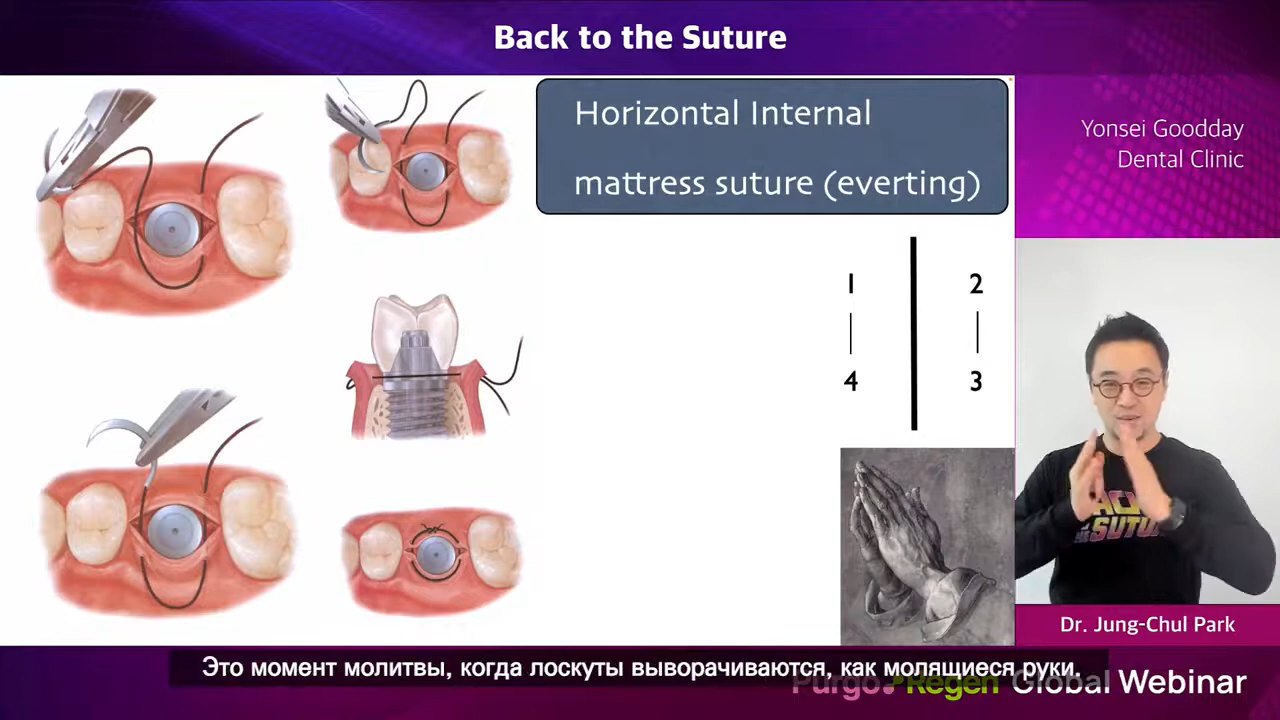 Back to the Suture
Horizontal Internal
mattress suture (everting)
Yonsei Goodday
Dental Clinic
1 2
4 3
Dr. Jung-Chul Park
Это момент молитвы, когда лоскуты выворачиваются, как молящиеся руки.
Purgo Regen Global Webinar